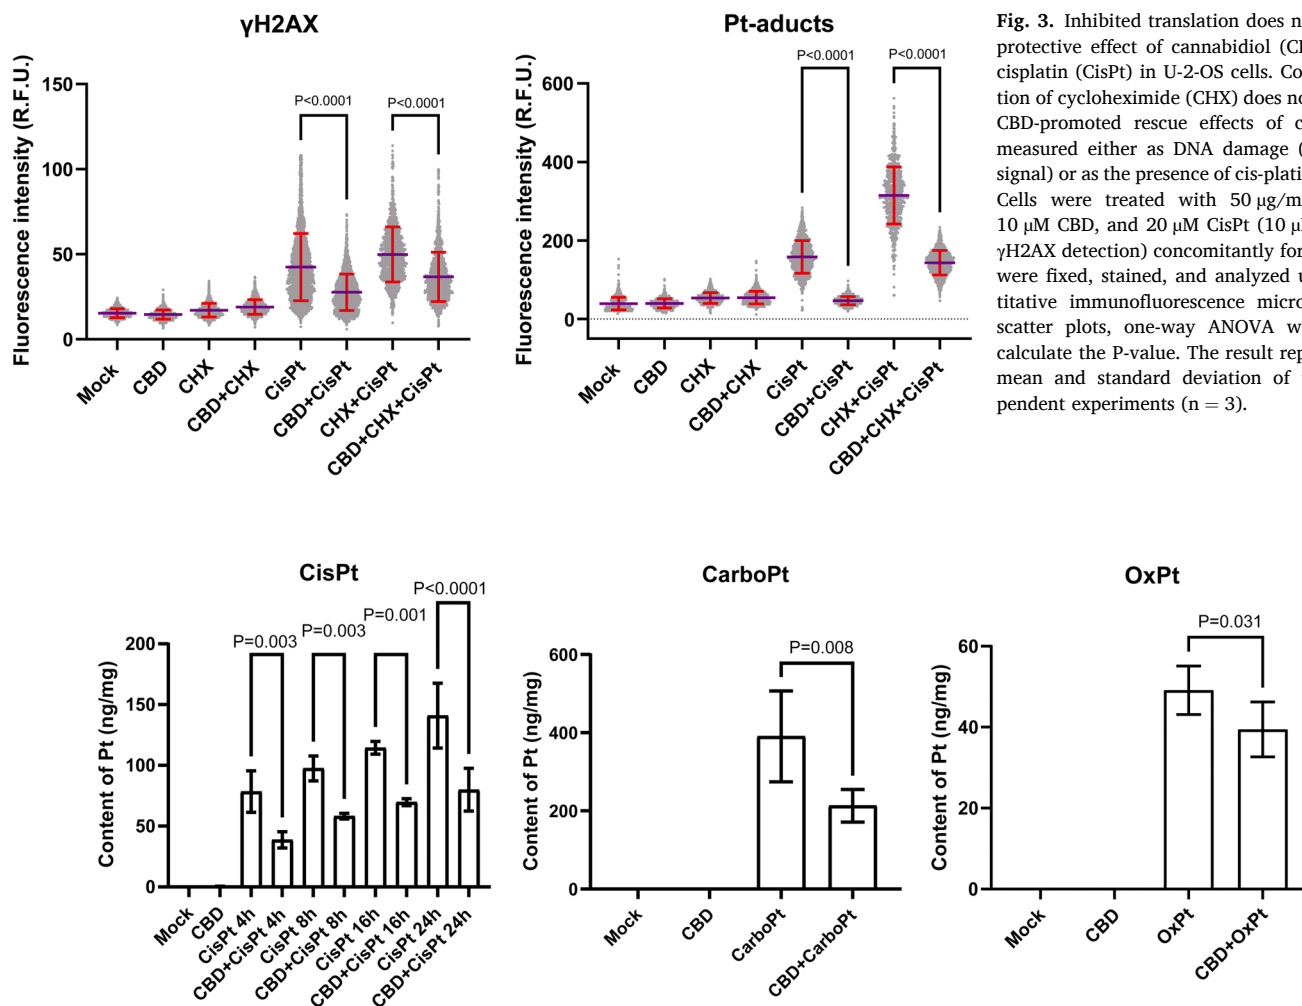 γH2AX
Fluorescence intensity (R.F.U.)
150
100
50
0
P<0.0001
P<0.0001
Mock
CBD
CHX
CBD+CHX
CisPt
CBD+CisPt
CHX+CisPt
CBD+CHX+CisPt
Pt-aducts
Fluorescence intensity (R.F.U.)
600
400
200
0
P<0.0001
P<0.0001
Mock
CBD
CHX
CBD+CHX
CisPt
CBD+CisPt
CHX+CisPt
CBD+CHX+CisPt
Fig. 3. Inhibited translation does
protective effect of cannabidiol
cisplatin (CisPt) in U-2-OS cells.
tion of cycloheximide (CHX) does
CBD-promoted rescue effects of
measured either as DNA damage
signal) or as the presence of
Cells were treated with 50 μg/m
10 μM CBD, and 20 μM CisPt (10
γH2AX detection) concomitantly for
were fixed, stained, and analyzed
titative immunofluorescence
scatter plots, one-way ANOVA
calculate the P-value. The result
mean and standard deviation of
pendent experiments (n = 3).
CisPt
Content of Pt (ng/mg)
200
150
100
50
0
P=0.003
P=0.003
P=0.001
P<0.0001
Mock
CBD
CisPt 4h
CBD+CisPt 4h
CisPt 8h
CBD+CisPt 8h
CisPt 16h
CBD+CisPt 16h
CisPt 24h
CBD+CisPt 24h
CarboPt
Content of Pt (ng/mg)
600
400
200
0
P=0.008
Mock
CBD
CarboPt
CBD+CarboPt
OxPt
Content of Pt (ng/mg)
60
40
20
0
P=0.031
Mock
CBD
OxPt
CBD+OxPt